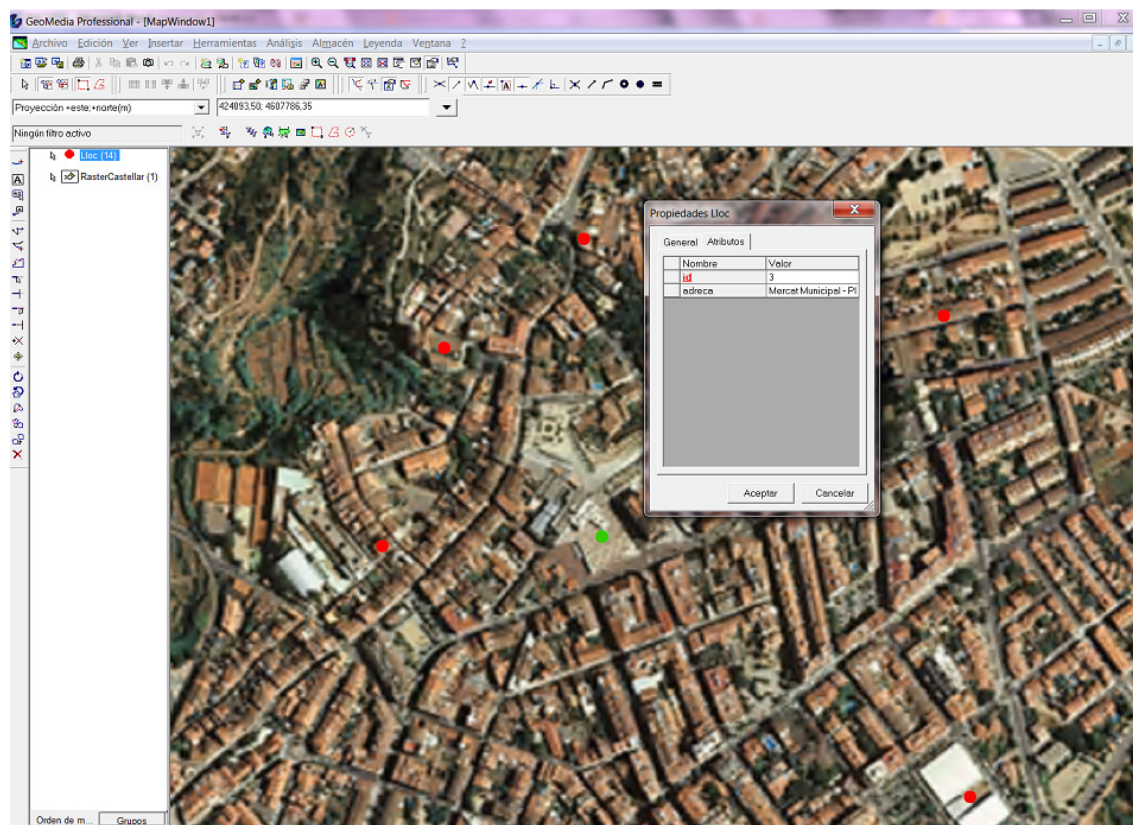 GeoMedia Professional - [MapWindow1]
Archivo Edición Ver Insertar Herramientas Análisis Almacén Leyenda Ventana ?
Proyección +este;+norte(m)
424093,50; 4607786,35
Ningún filtro activo
Lloc (14)
RasterCastellar (1)
Propiedades Lloc
General Atributos
Nombre Valor
id 3
adreca Mercat Municipal - Pl
Aceptar Cancelar
Orden de m... Grupos